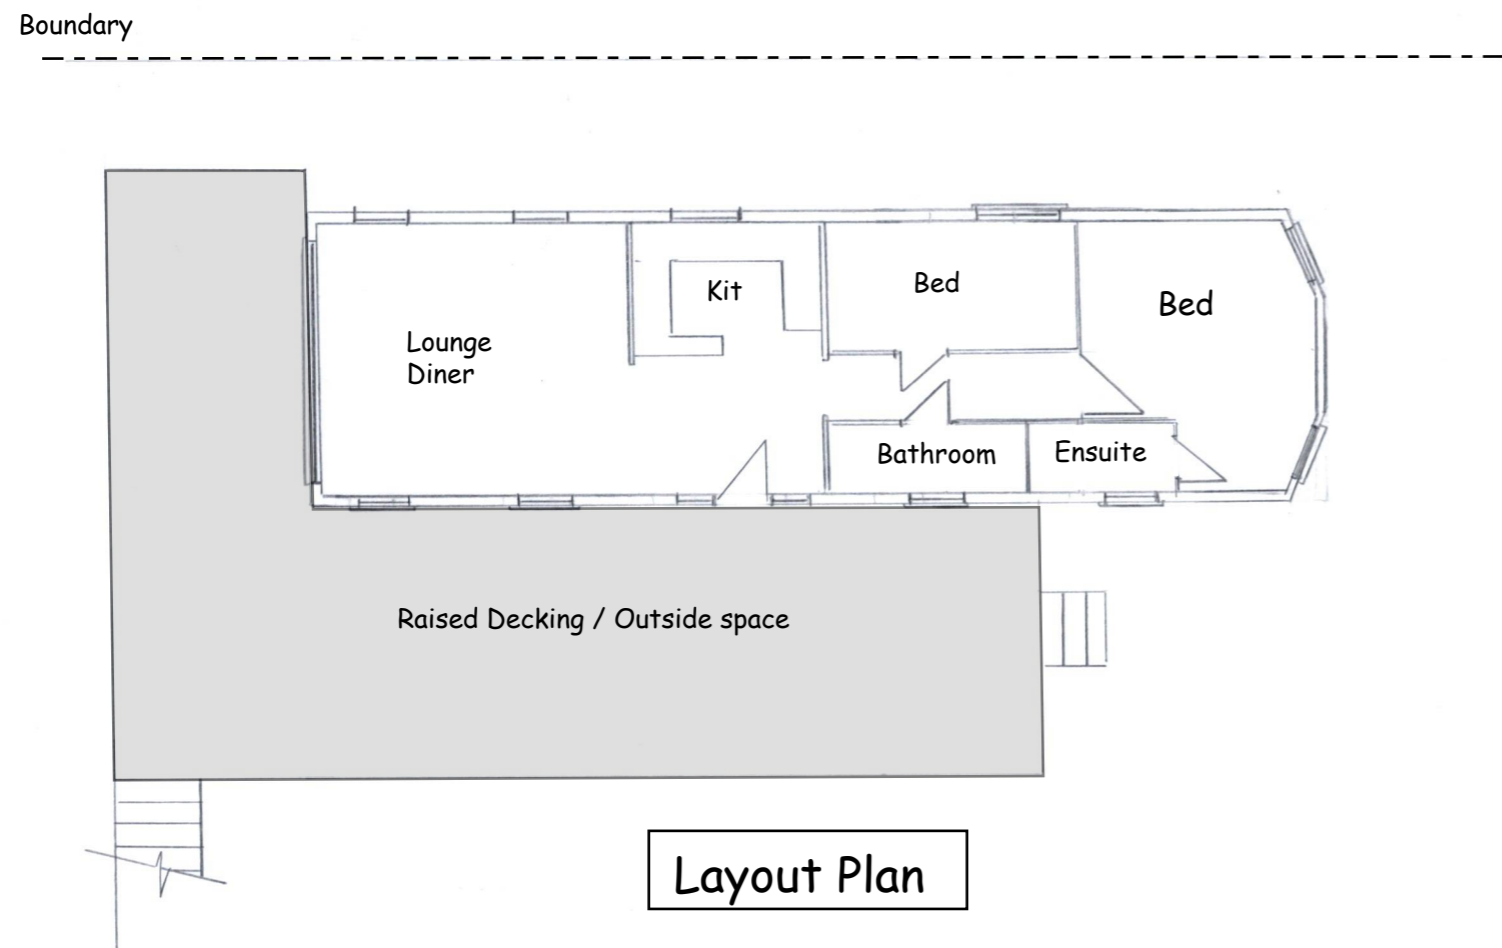 Boundary
Kit
Bed
Bed
Lounge
Diner
Bathroom
Ensuite
Raised Decking / Outside space
Layout Plan